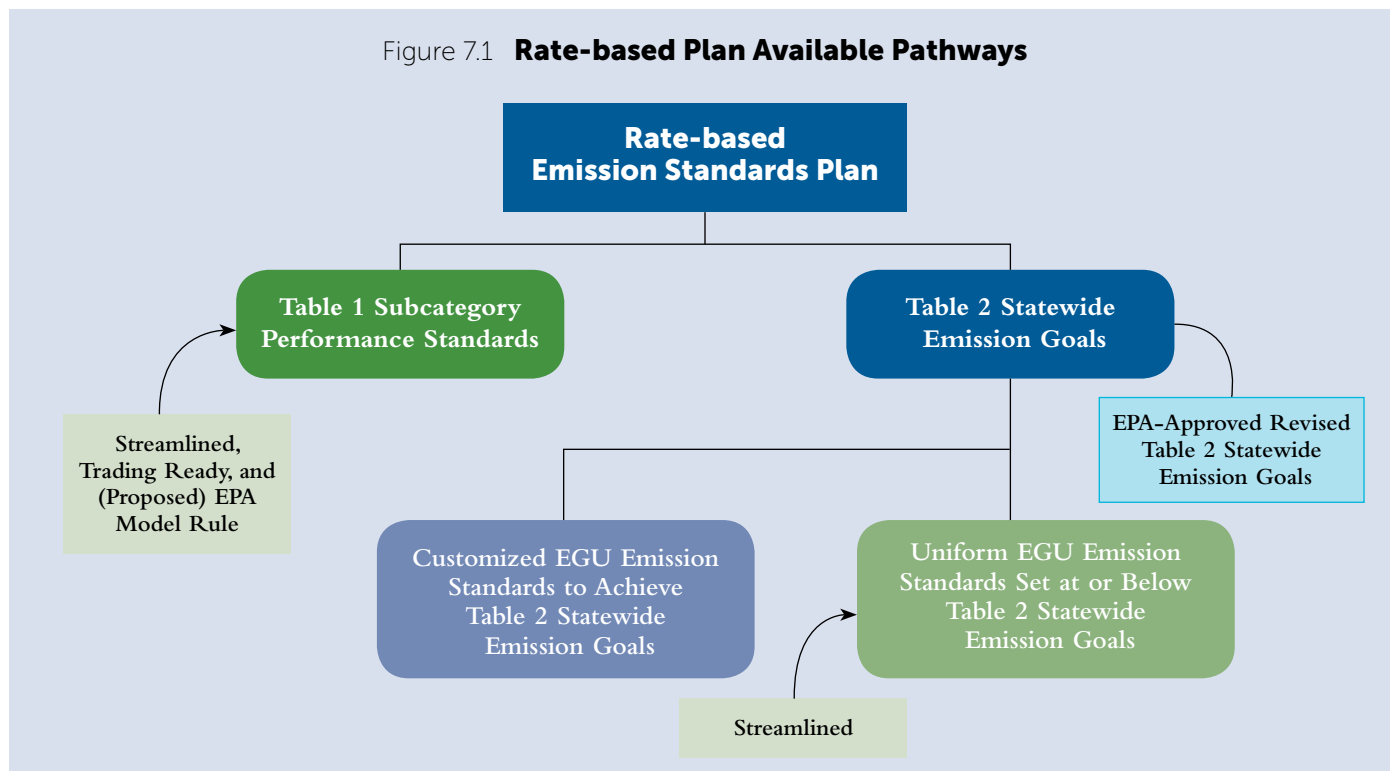 Figure 7.1 Rate-based Plan Available Pathways
Rate-based
Emission Standards Plan
Table 1 Subcategory
Performance Standards
Table 2 Statewide
Emission Goals
Streamlined,
Trading Ready, and
(Proposed) EPA
Model Rule
EPA-Approved Revised
Table 2 Statewide
Emission Goals
Customized EGU Emission
Standards to Achieve
Table 2 Statewide
Emission Goals
Uniform EGU Emission
Standards Set at or Below
Table 2 Statewide
Emission Goals
Streamlined